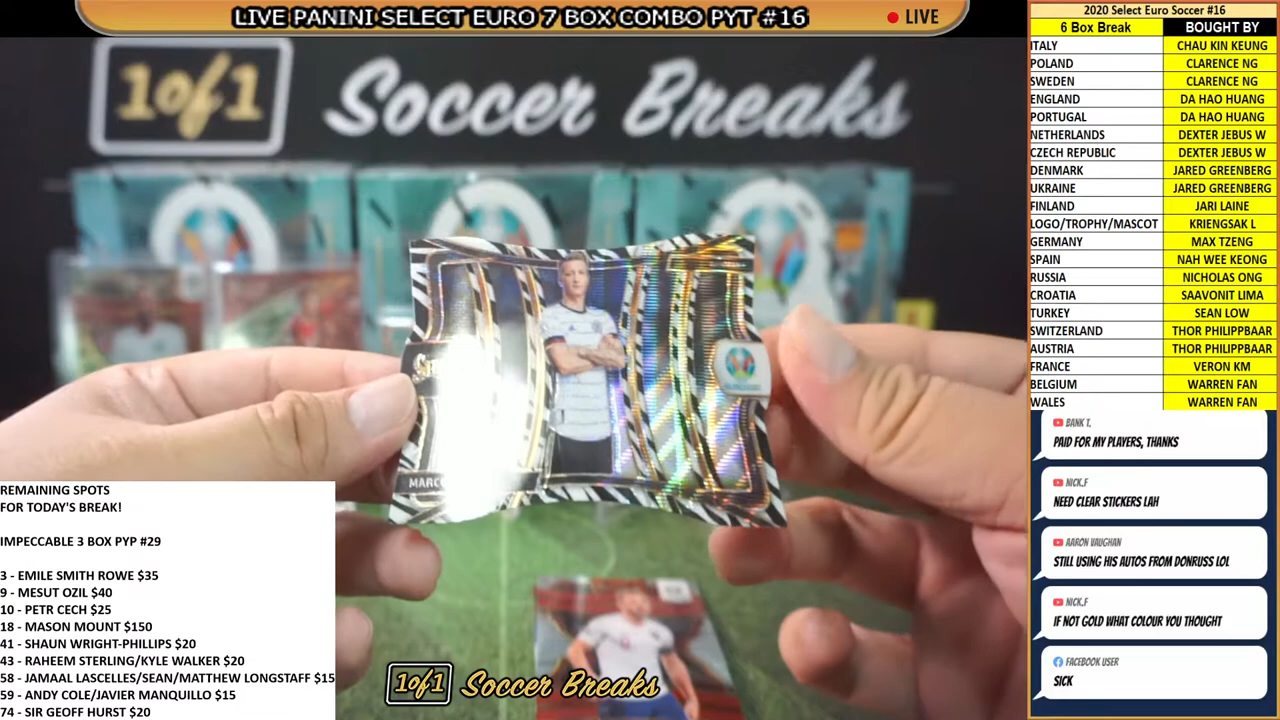 LIVE PANINI SELECT EURO 7 BOX COMBO PYT #16
LIVE
1of1 Soccer Breaks
MARC
REMAINING SPOTS
FOR TODAY'S BREAK!
IMPECCABLE 3 BOX PYP #29
3 - EMILE SMITH ROWE $35
9 - MESUT OZIL $40
10 - PETR CECH $25
18 - MASON MOUNT $150
41 - SHAUN WRIGHT-PHILLIPS $20
43 - RAHEEM STERLING/KYLE WALKER $20
58 - JAMAAL LASCELLES/SEAN/MATTHEW LONGSTAFF $15
59 - ANDY COLE/JAVIER MANQUILLO $15
74 - SIR GEOFF HURST $20
1of1 Soccer Breaks
2020 Select Euro Soccer #16
6 Box Break BOUGHT BY
ITALY CHAU KIN KEUNG
POLAND CLARENCE NG
SWEDEN CLARENCE NG
ENGLAND DA HAO HUANG
PORTUGAL DA HAO HUANG
NETHERLANDS DEXTER JEBUS W
CZECH REPUBLIC DEXTER JEBUS W
DENMARK JARED GREENBERG
UKRAINE JARED GREENBERG
FINLAND JARI LAINE
LOGO/TROPHY/MASCOT KRIENGSAK L
GERMANY MAX TZENG
SPAIN NAH WEE KEONG
RUSSIA NICHOLAS ONG
CROATIA SAAVONIT LIMA
TURKEY SEAN LOW
SWITZERLAND THOR PHILIPPBAAR
AUSTRIA THOR PHILIPPBAAR
FRANCE VERON KM
BELGIUM WARREN FAN
WALES WARREN FAN
BANK T.
PAID FOR MY PLAYERS, THANKS
NICK.F
NEED CLEAR STICKERS LAH
AARON VAUGHAN
STILL USING HIS AUTOS FROM DONRUSS LOL
NICK.F
IF NOT GOLD WHAT COLOUR YOU THOUGHT
FACEBOOK USER
SICK